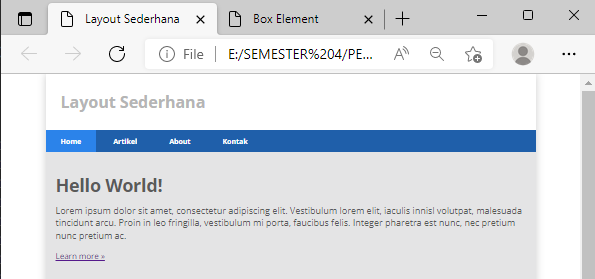 Layout Sederhana
Box Element
File
E:/SEMESTER%204/PE...
Layout Sederhana
Home Artikel About Kontak
Hello World!
Lorem ipsum dolor sit amet, consectetur adipiscing elit. Vestibulum lorem elit, iaculis innisl volutpat, malesuada
tincidunt arcu. Proin in leo fringilla, vestibulum mi porta, faucibus felis. Integer pharetra est nunc, nec pretium
nunc pretium ac.
Learn more »